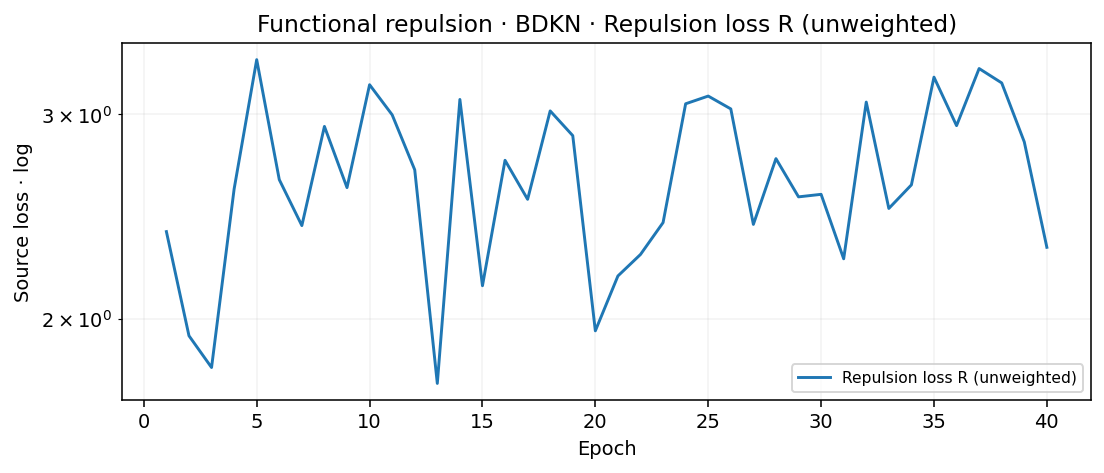 Functional repulsion · BDKN · Repulsion loss R (unweighted)
Source loss · log
3 × 10⁰
2 × 10⁰
Repulsion loss R (unweighted)
0 5 10 15 20 25 30 35 40
Epoch